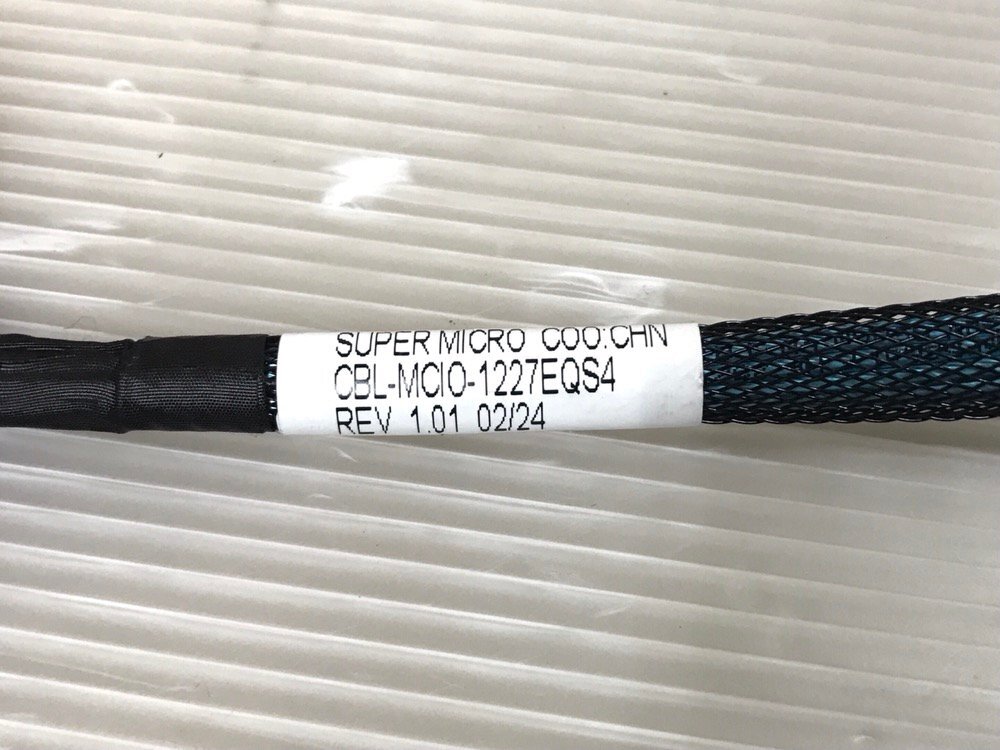 SUPER MICRO COO:CHN
CBL-MCIO-1227EQS4
REV 1.01 02/24